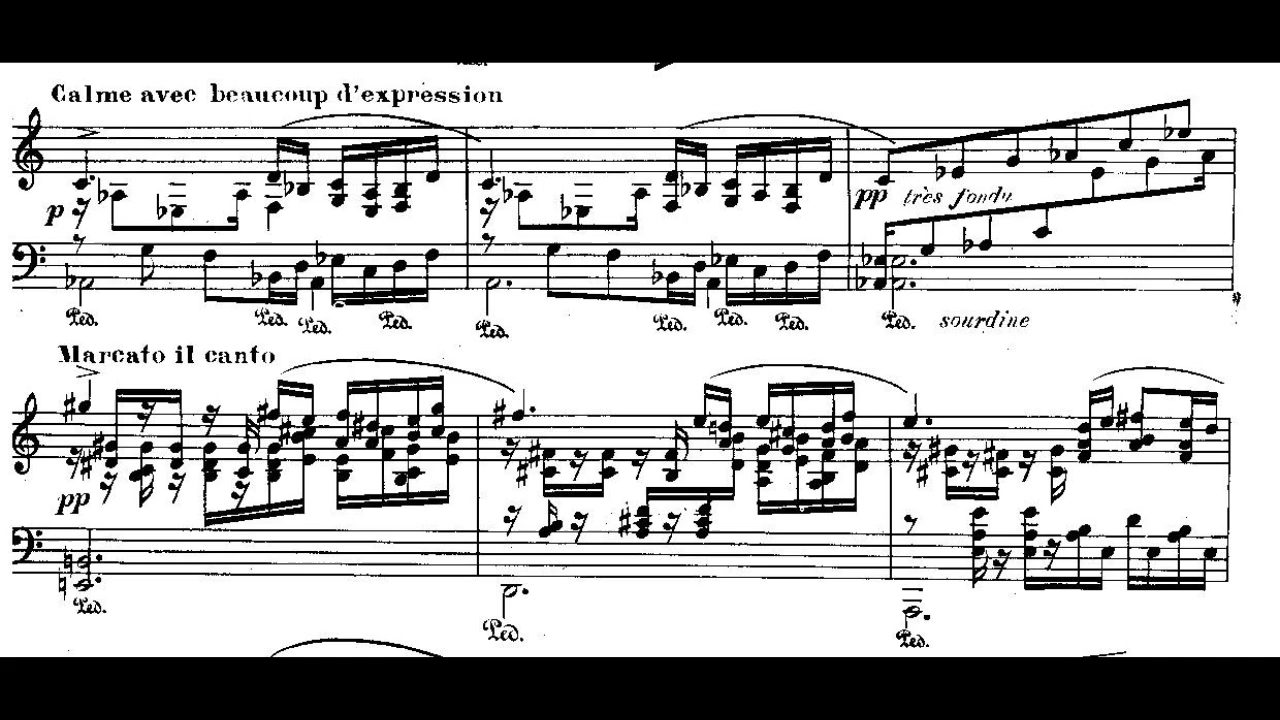 Calme avec beaucoup d'expression
p
pp très fondu
Ped. Ped. Ped. Ped. Ped. Ped. Ped. Ped. Ped. sourdine
Marcato il canto
pp
Ped. Ped. Ped.